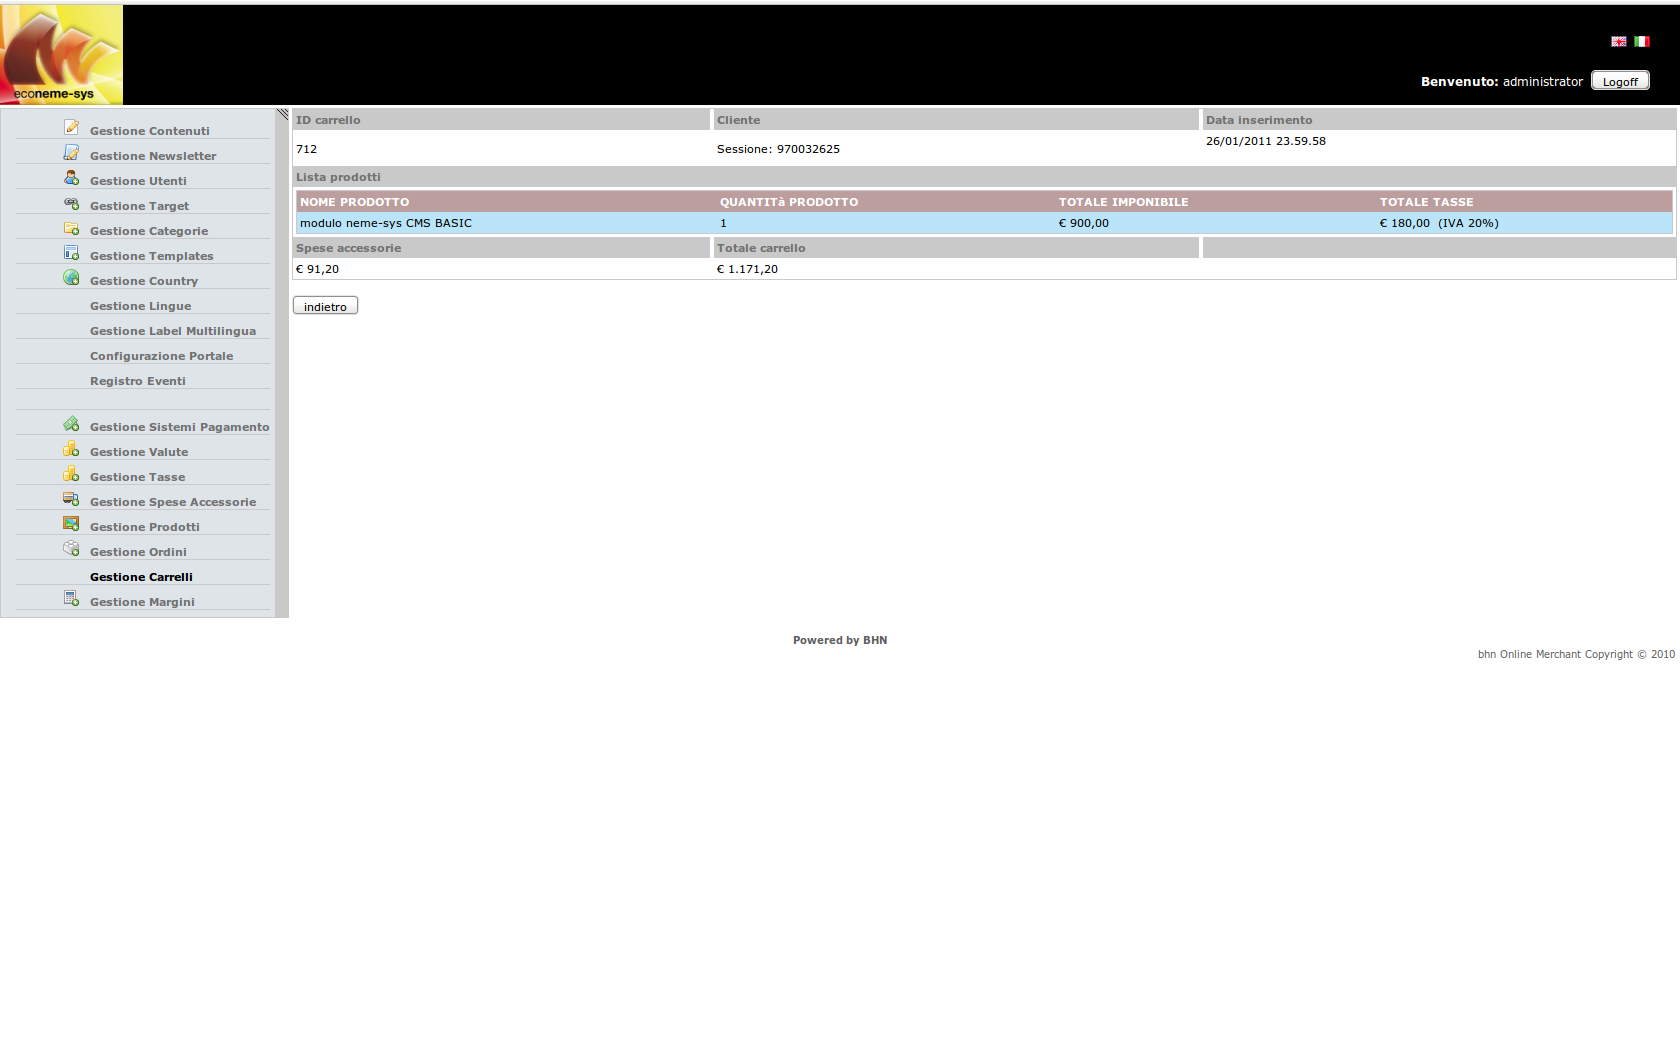 econeme-sys
Benvenuto: administrator Logoff
Gestione Contenuti
Gestione Newsletter
Gestione Utenti
Gestione Target
Gestione Categorie
Gestione Templates
Gestione Country
Gestione Lingue
Gestione Label Multilingua
Configurazione Portale
Registro Eventi
Gestione Sistemi Pagamento
Gestione Valute
Gestione Tasse
Gestione Spese Accessorie
Gestione Prodotti
Gestione Ordini
Gestione Carrelli
Gestione Margini
ID carrello Cliente Data inserimento
712 Sessione: 970032625 26/01/2011 23.59.58
Lista prodotti
NOME PRODOTTO QUANTITà PRODOTTO TOTALE IMPONIBILE TOTALE TASSE
modulo neme-sys CMS BASIC 1 € 900,00 € 180,00 (IVA 20%)
Spese accessorie Totale carrello
€ 91,20 € 1.171,20
indietro
Powered by BHN
bhn Online Merchant Copyright © 2010